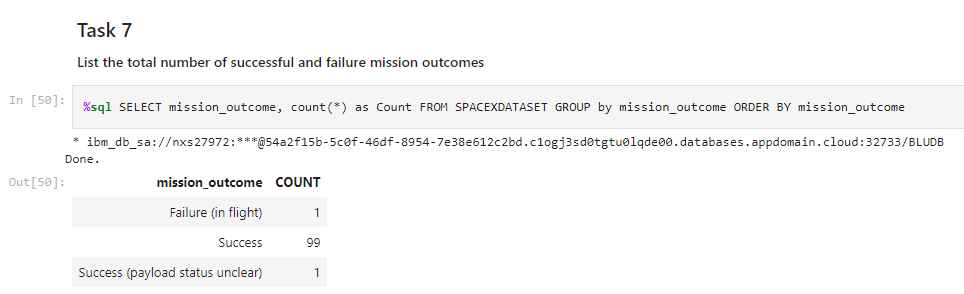 Task 7
List the total number of successful and failure mission outcomes
In [50]: %sql SELECT mission_outcome, count(*) as Count FROM SPACEXDATASET GROUP by mission_outcome ORDER BY mission_outcome
* ibm_db_sa://nxs27972:***@54a2f15b-5c0f-46df-8954-7e38e612c2bd.c1ogj3sd0tgtu0lqde00.databases.appdomain.cloud:32733/BLUDB
Done.
Out[50]: mission_outcome COUNT
Failure (in flight) 1
Success 99
Success (payload status unclear) 1